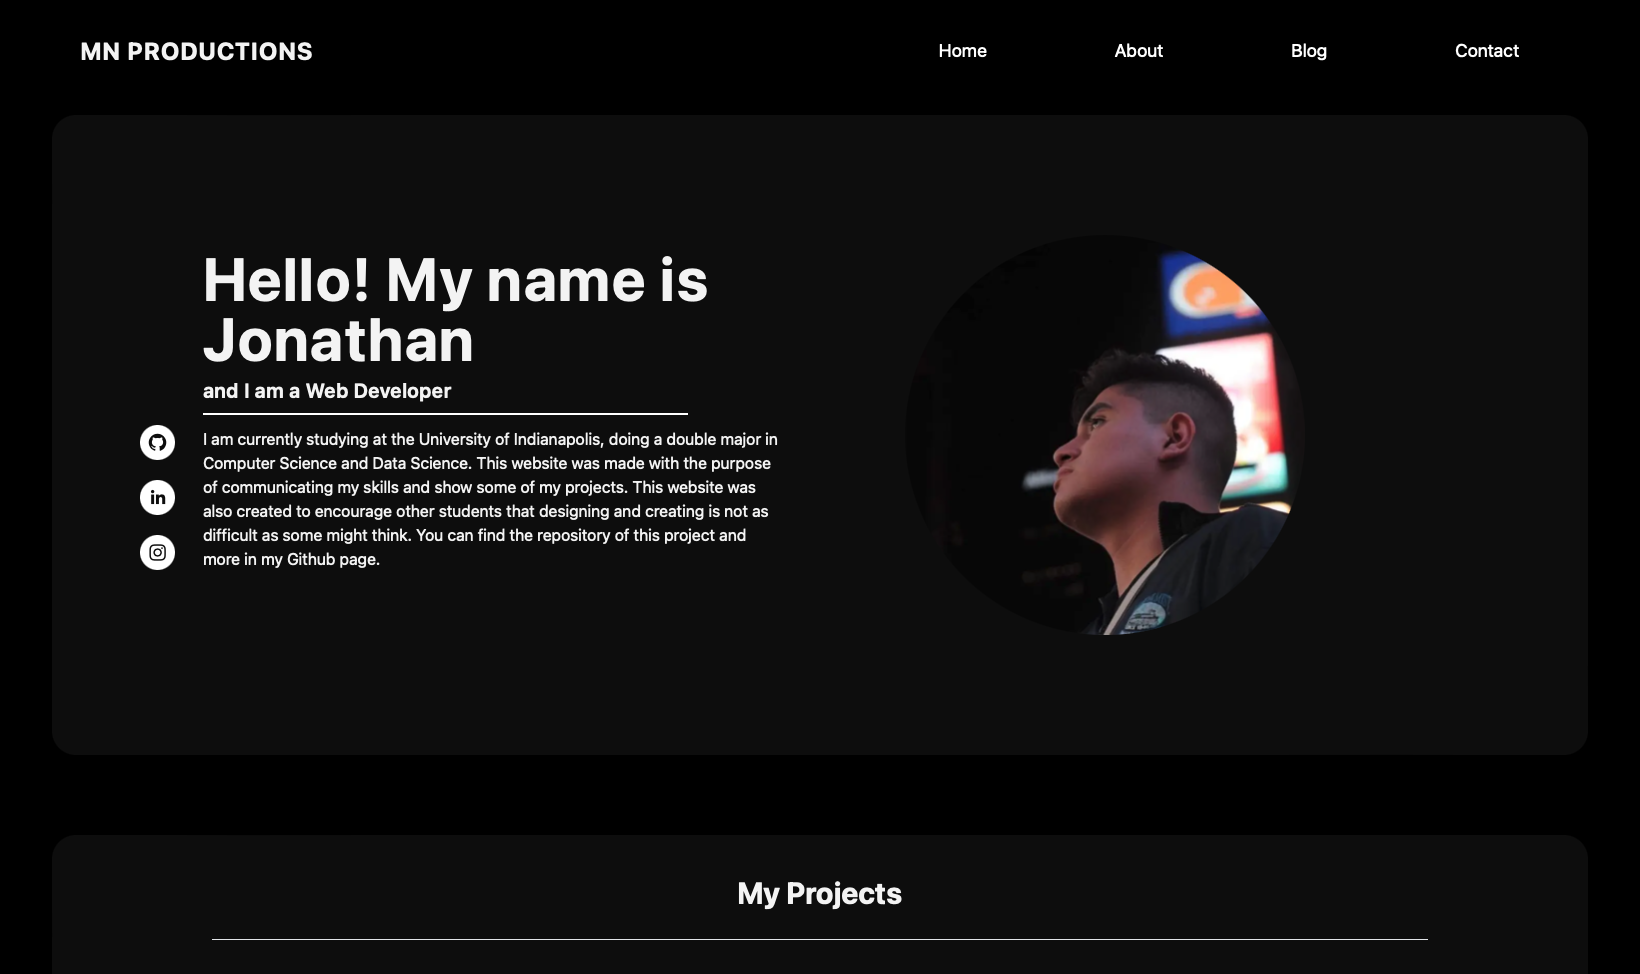 MN PRODUCTIONS
Home
About
Blog
Contact
Hello! My name is
Jonathan
and I am a Web Developer
I am currently studying at the University of Indianapolis, doing a double major in
Computer Science and Data Science. This website was made with the purpose
of communicating my skills and show some of my projects. This website was
also created to encourage other students that designing and creating is not as
difficult as some might think. You can find the repository of this project and
more in my Github page.
in
My Projects